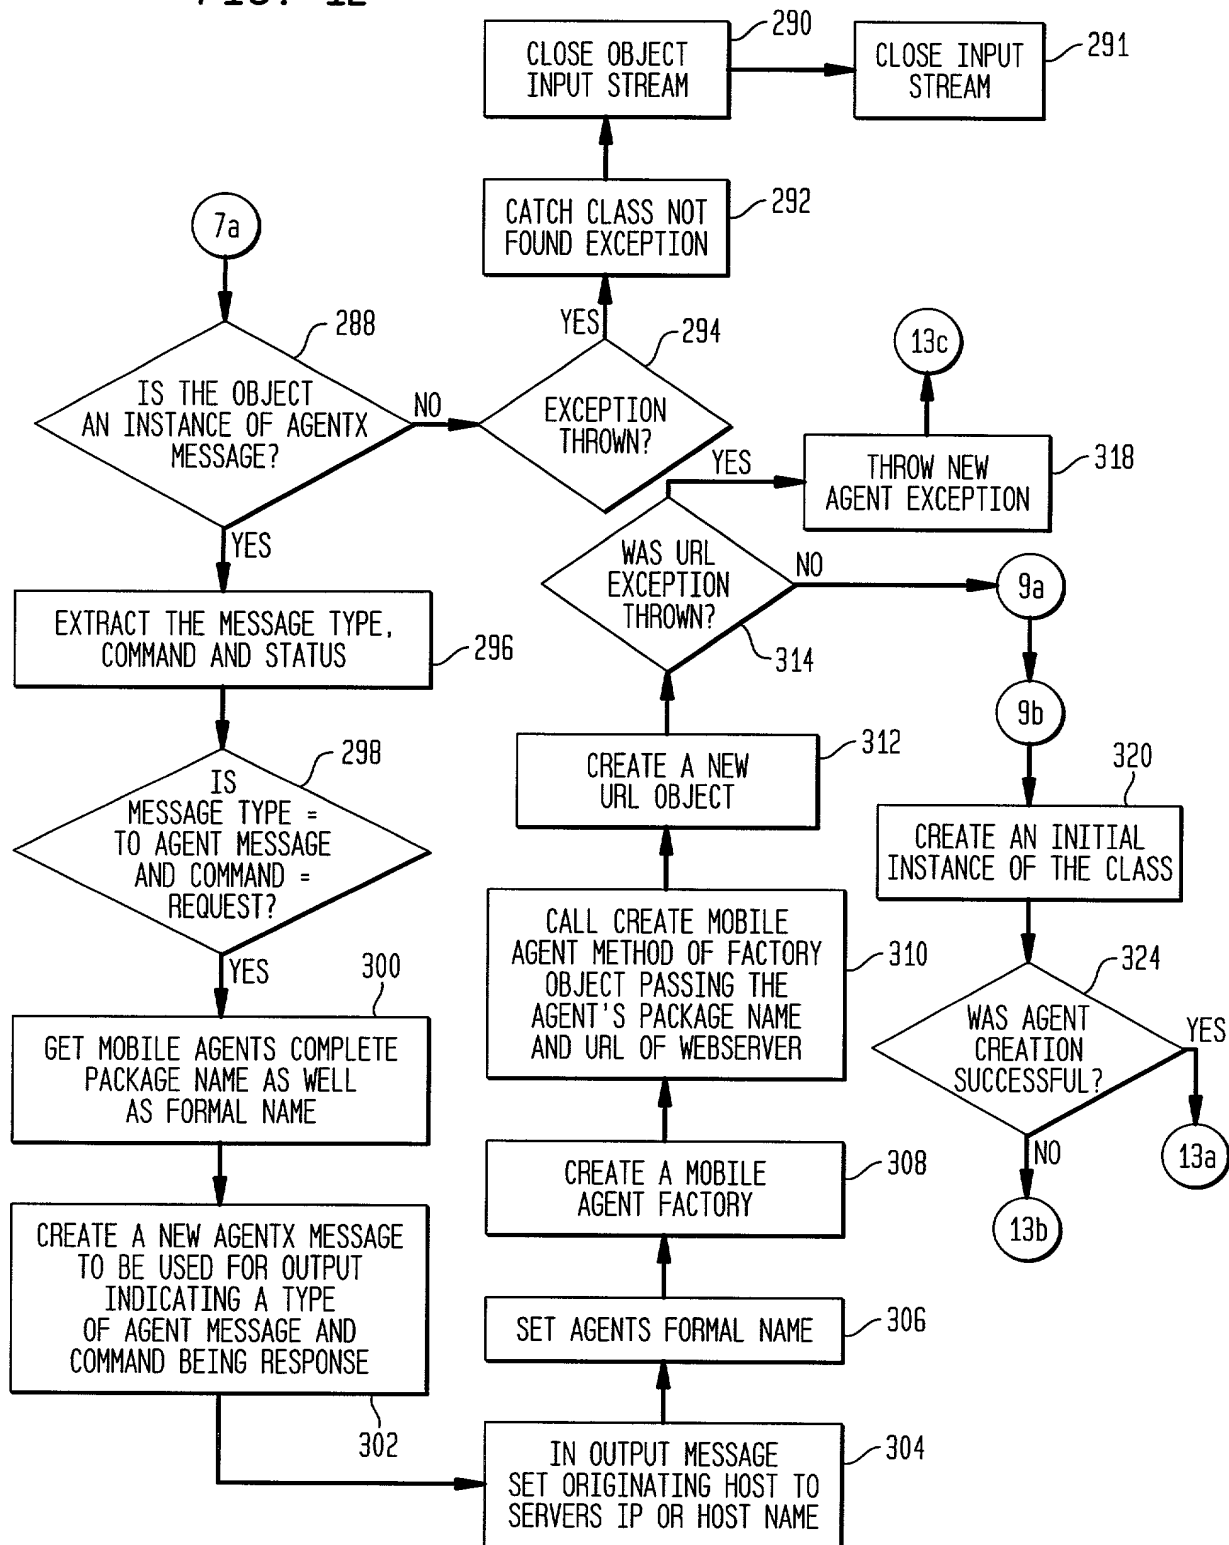 FIG. 12
CLOSE OBJECT
INPUT STREAM
290
CLOSE INPUT
STREAM
291
CATCH CLASS NOT
FOUND EXCEPTION
292
7a
288
IS THE OBJECT
AN INSTANCE OF AGENTX
MESSAGE?
NO
YES
YES
294
EXCEPTION
THROWN?
13c
THROW NEW
AGENT EXCEPTION
318
YES
WAS URL
EXCEPTION
THROWN?
NO
314
9a
9b
EXTRACT THE MESSAGE TYPE,
COMMAND AND STATUS
296
298
IS
MESSAGE TYPE =
TO AGENT MESSAGE
AND COMMAND =
REQUEST?
YES
300
GET MOBILE AGENTS COMPLETE
PACKAGE NAME AS WELL
AS FORMAL NAME
CREATE A NEW AGENTX MESSAGE
TO BE USED FOR OUTPUT
INDICATING A TYPE
OF AGENT MESSAGE AND
COMMAND BEING RESPONSE
302
CREATE A NEW
URL OBJECT
312
CALL CREATE MOBILE
AGENT METHOD OF FACTORY
OBJECT PASSING THE
AGENT'S PACKAGE NAME
AND URL OF WEBSERVER
310
CREATE A MOBILE
AGENT FACTORY
308
SET AGENTS FORMAL NAME
306
IN OUTPUT MESSAGE
SET ORIGINATING HOST TO
SERVERS IP OR HOST NAME
304
320
CREATE AN INITIAL
INSTANCE OF THE CLASS
324
WAS AGENT
CREATION
SUCCESSFUL?
YES
NO
13a
13b